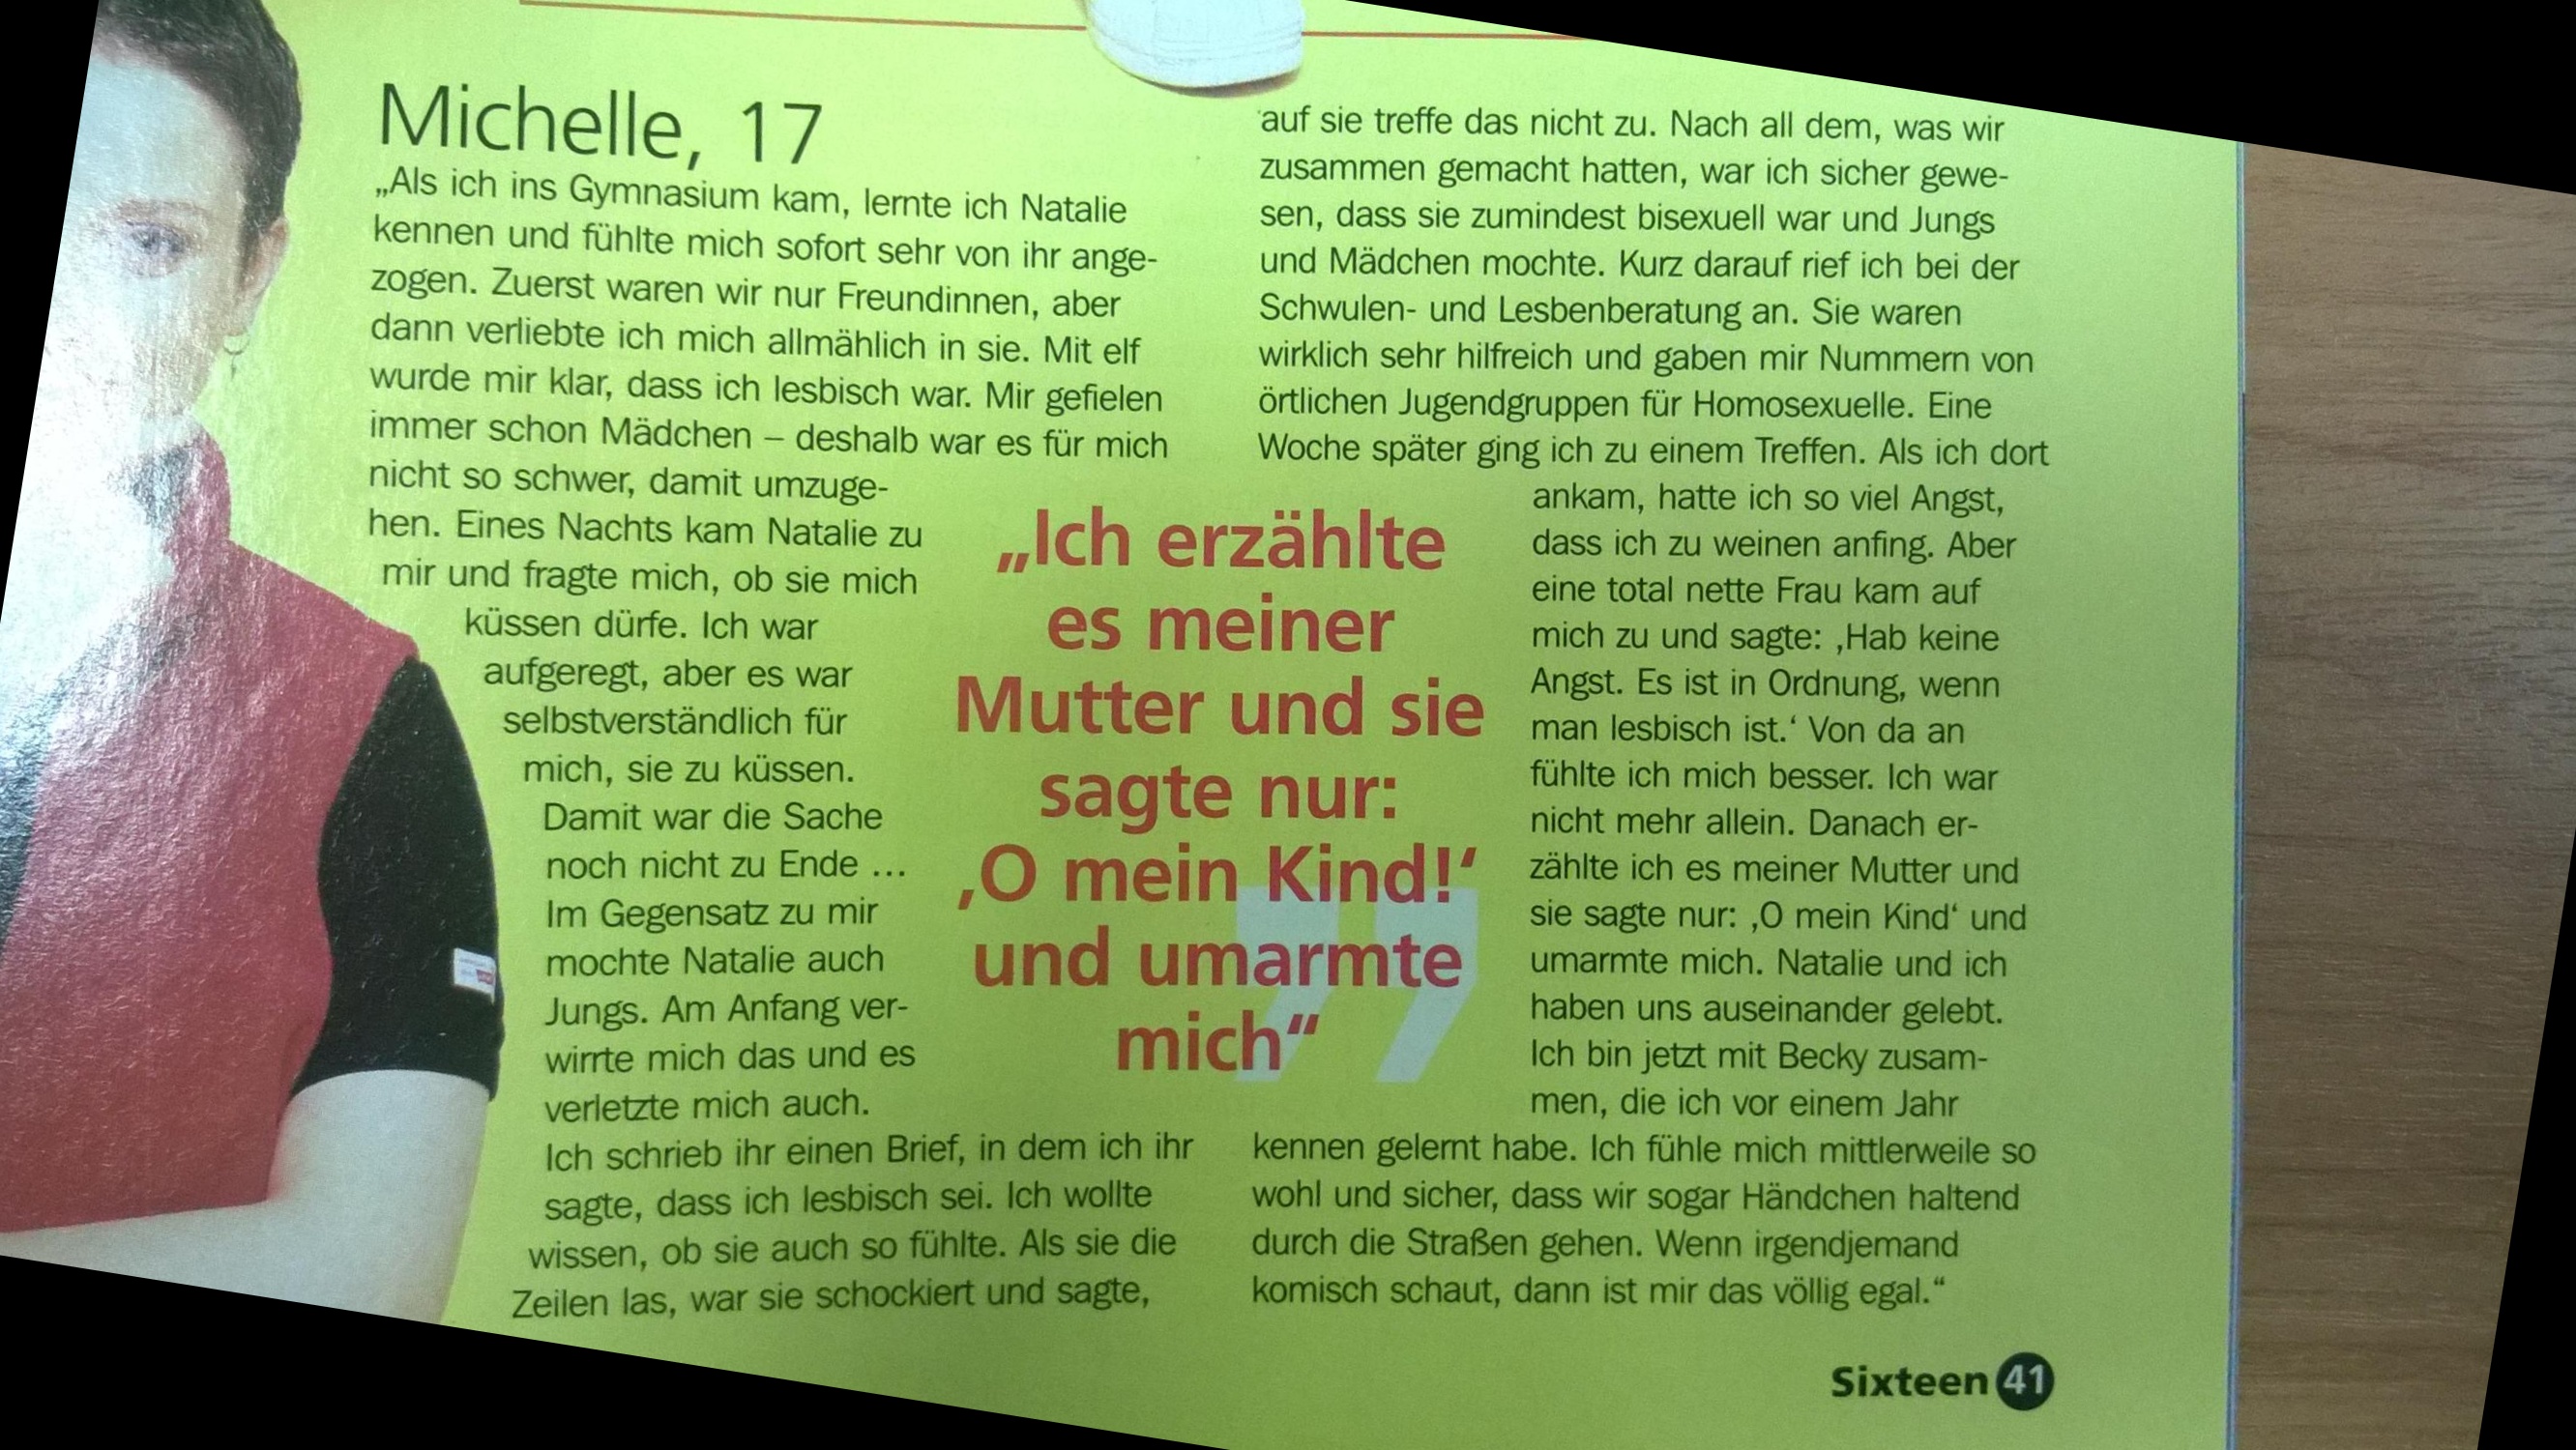 Michelle, 17
„Als ich ins Gymnasium kam, lernte ich Natalie
kennen und fühlte mich sofort sehr von ihr ange-
zogen. Zuerst waren wir nur Freundinnen, aber
dann verliebte ich mich allmählich in sie. Mit elf
wurde mir klar, dass ich lesbisch war. Mir gefielen
immer schon Mädchen – deshalb war es für mich
nicht so schwer, damit umzuge-
hen. Eines Nachts kam Natalie zu
mir und fragte mich, ob sie mich
küssen dürfe. Ich war
aufgeregt, aber es war
selbstverständlich für
mich, sie zu küssen.
Damit war die Sache
noch nicht zu Ende ...
Im Gegensatz zu mir
mochte Natalie auch
Jungs. Am Anfang ver-
wirrte mich das und es
verletzte mich auch.
Ich schrieb ihr einen Brief, in dem ich ihr
sagte, dass ich lesbisch sei. Ich wollte
wissen, ob sie auch so fühlte. Als sie die
Zeilen las, war sie schockiert und sagte,
„Ich erzählte
es meiner
Mutter und sie
sagte nur:
‚O mein Kind!‘
und umarmte
mich“
auf sie treffe das nicht zu. Nach all dem, was wir
zusammen gemacht hatten, war ich sicher gewe-
sen, dass sie zumindest bisexuell war und Jungs
und Mädchen mochte. Kurz darauf rief ich bei der
Schwulen- und Lesbenberatung an. Sie waren
wirklich sehr hilfreich und gaben mir Nummern von
örtlichen Jugendgruppen für Homosexuelle. Eine
Woche später ging ich zu einem Treffen. Als ich dort
ankam, hatte ich so viel Angst,
dass ich zu weinen anfing. Aber
eine total nette Frau kam auf
mich zu und sagte: ‚Hab keine
Angst. Es ist in Ordnung, wenn
man lesbisch ist.‘ Von da an
fühlte ich mich besser. Ich war
nicht mehr allein. Danach er-
zählte ich es meiner Mutter und
sie sagte nur: ‚O mein Kind‘ und
umarmte mich. Natalie und ich
haben uns auseinander gelebt.
Ich bin jetzt mit Becky zusam-
men, die ich vor einem Jahr
kennen gelernt habe. Ich fühle mich mittlerweile so
wohl und sicher, dass wir sogar Händchen haltend
durch die Straßen gehen. Wenn irgendjemand
komisch schaut, dann ist mir das völlig egal.“
Sixteen 41